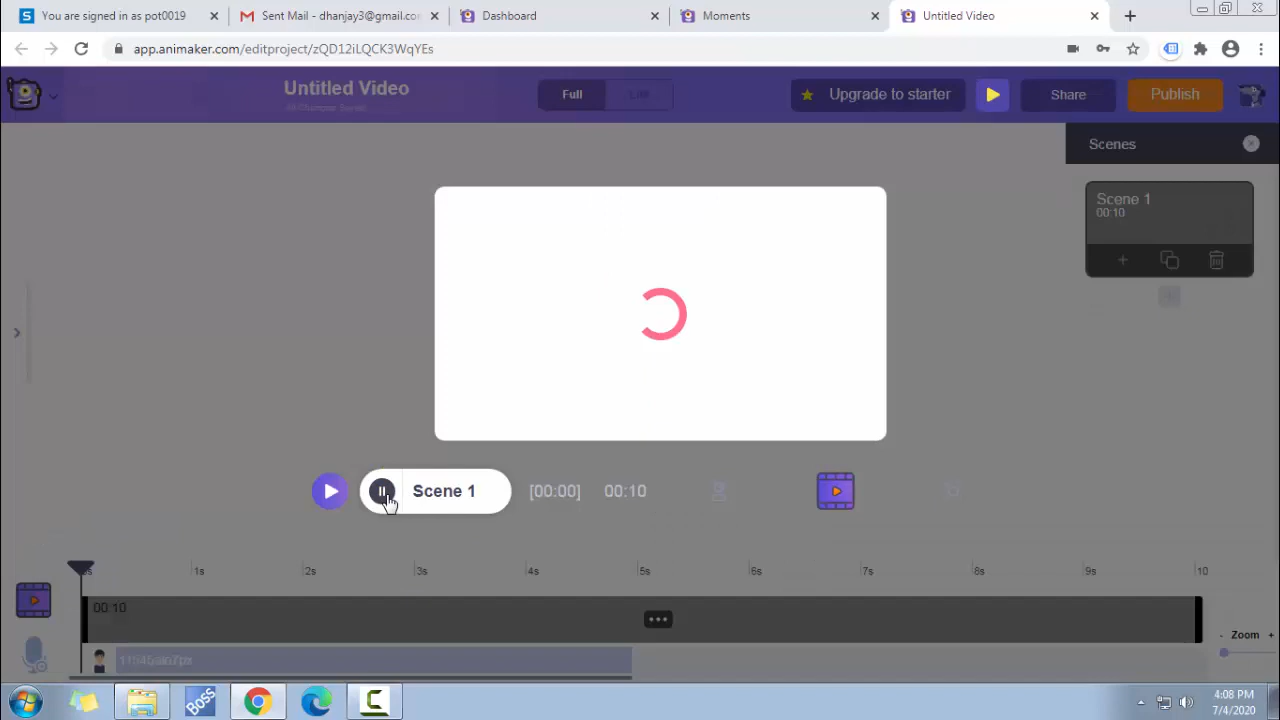 You are signed in as pot0019
Sent Mail - dhanjay3@gmail.com
Dashboard
Moments
Untitled Video
app.animaker.com/editproject/zQD12iLQCK3WqYEs
Untitled Video
Full
Lite
Upgrade to starter
Share
Publish
Scenes
Scene 1
00:10
Scene 1
[00:00]
00:10
1s
2s
3s
4s
5s
6s
7s
8s
9s
10
00:10
- Zoom +
BOSS
4:08 PM
7/4/2020